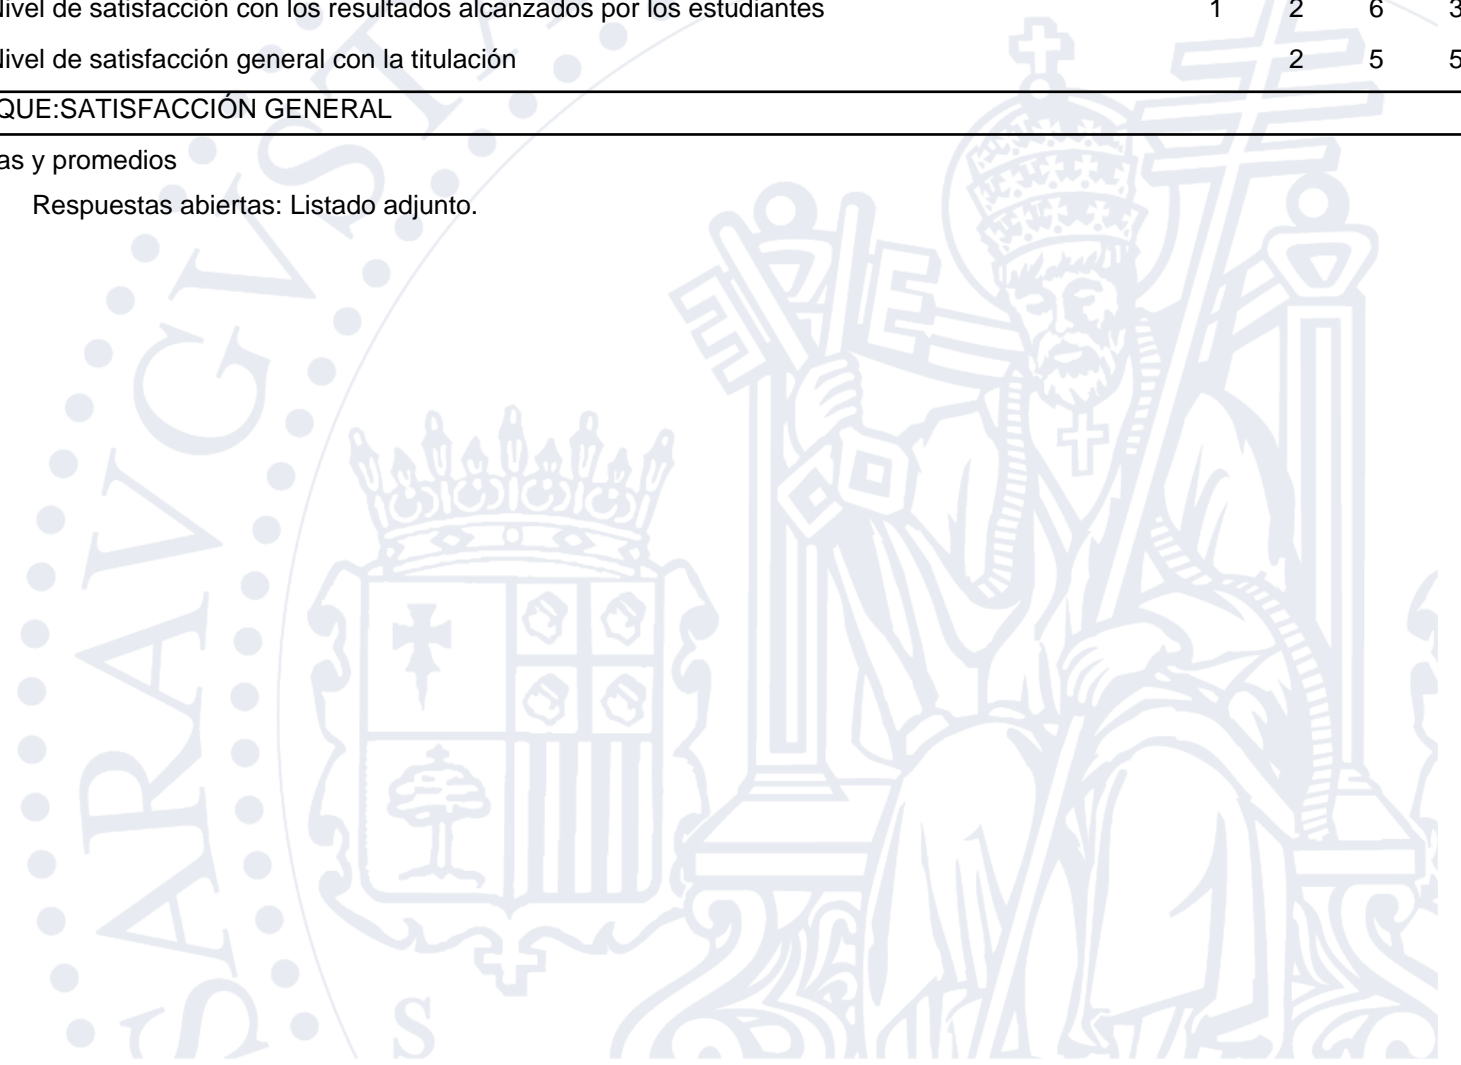 Nivel de satisfacción con los resultados alcanzados por los estudiantes 1 2 6 3
Nivel de satisfacción general con la titulación 2 5 5
QUE:SATISFACCIÓN GENERAL
as y promedios
Respuestas abiertas: Listado adjunto.
SARAVGVSTA
S